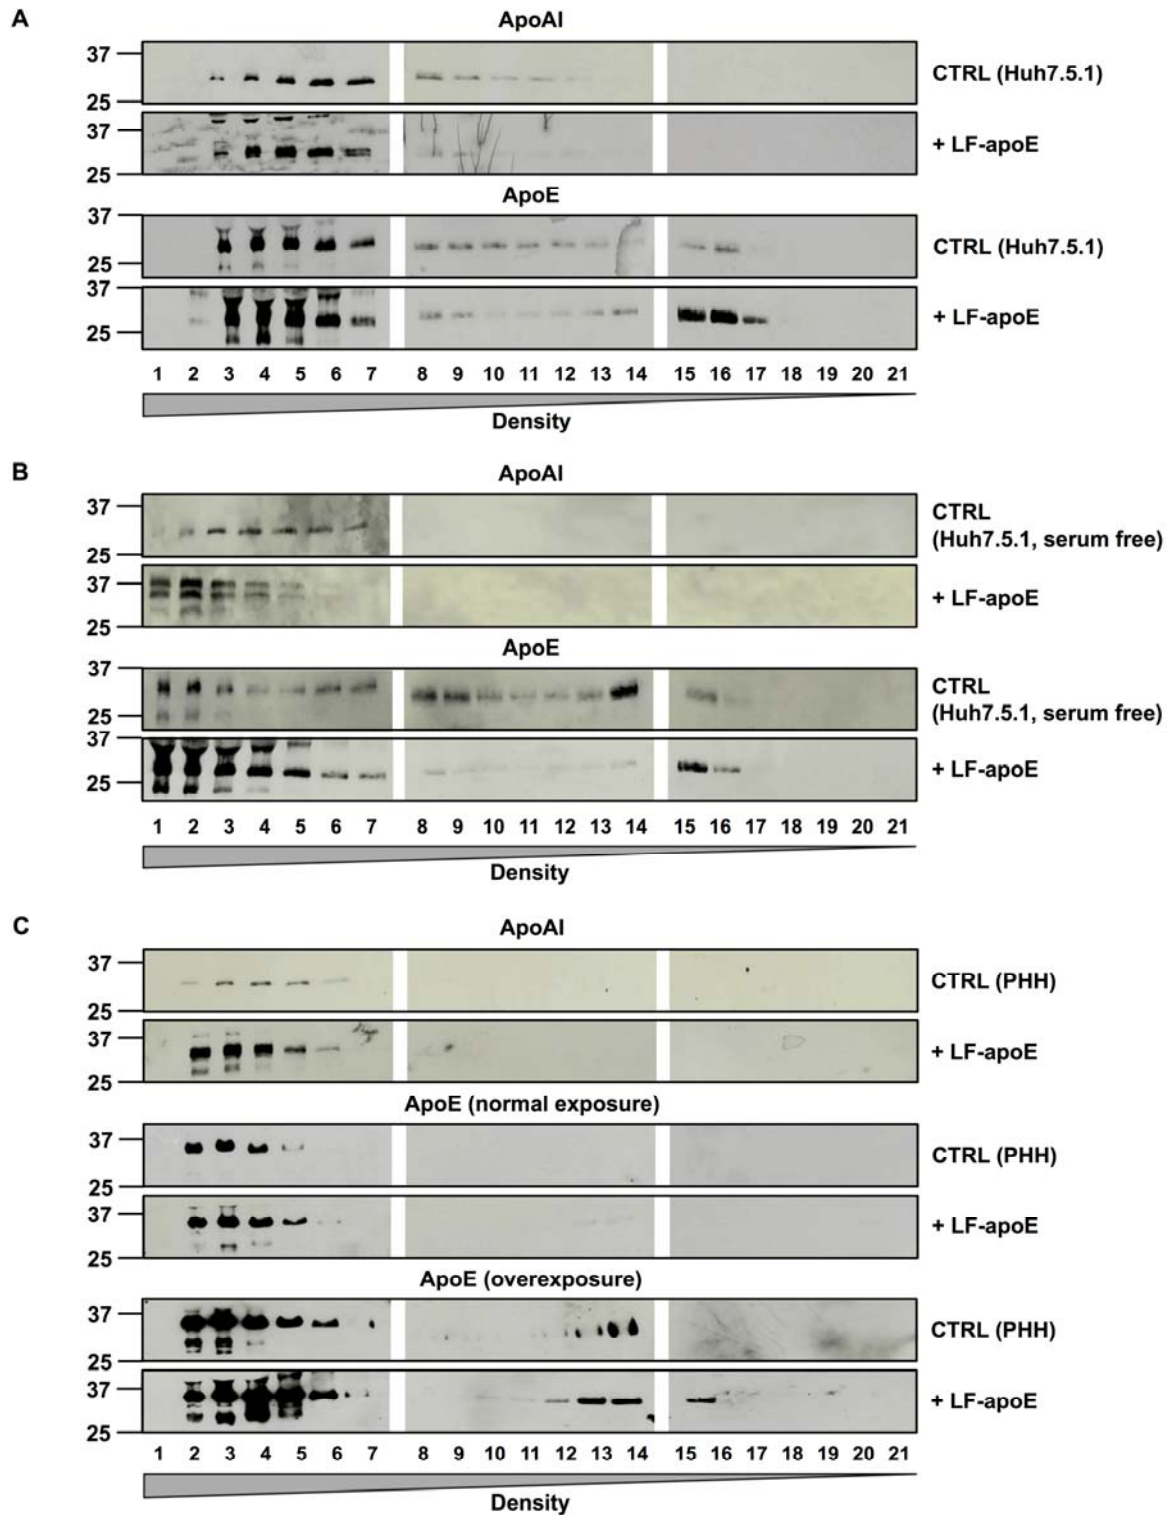 A
ApoAI
37
25
CTRL (Huh7.5.1)
37
25
+ LF-apoE
ApoE
37
25
CTRL (Huh7.5.1)
37
25
+ LF-apoE
1 2 3 4 5 6 7 8 9 10 11 12 13 14 15 16 17 18 19 20 21
Density
B
ApoAI
37
25
CTRL
(Huh7.5.1, serum free)
37
25
+ LF-apoE
ApoE
37
25
CTRL
(Huh7.5.1, serum free)
37
25
+ LF-apoE
1 2 3 4 5 6 7 8 9 10 11 12 13 14 15 16 17 18 19 20 21
Density
C
ApoAI
37
25
CTRL (PHH)
37
25
+ LF-apoE
ApoE (normal exposure)
37
25
CTRL (PHH)
37
25
+ LF-apoE
ApoE (overexposure)
37
25
CTRL (PHH)
37
25
+ LF-apoE
1 2 3 4 5 6 7 8 9 10 11 12 13 14 15 16 17 18 19 20 21
Density